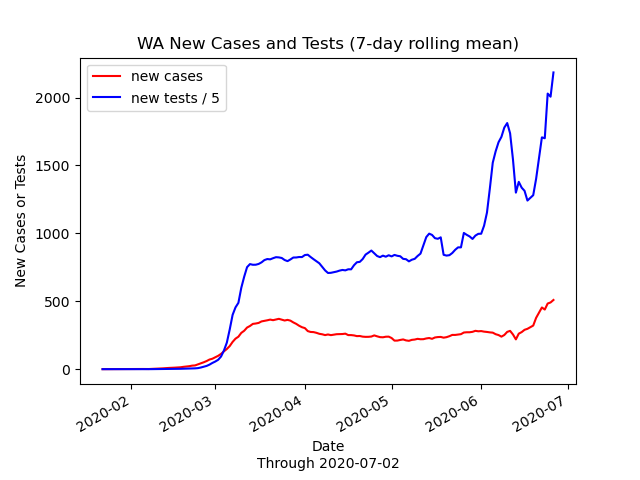 WA New Cases and Tests (7-day rolling mean)
new cases
new tests / 5
New Cases or Tests
2000
1500
1000
500
0
2020-02
2020-03
2020-04
2020-05
2020-06
2020-07
Date
Through 2020-07-02